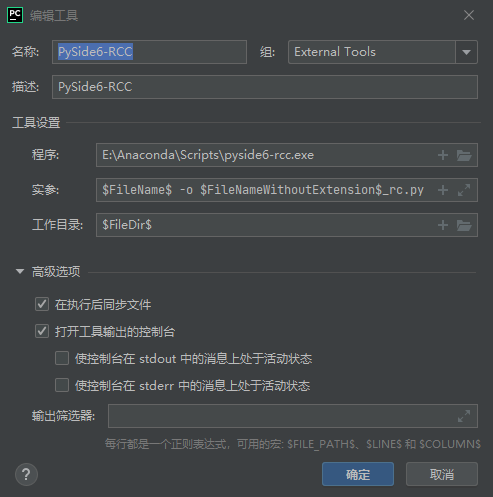 PC 编辑工具
名称: PySide6-RCC 组: External Tools
描述: PySide6-RCC
工具设置
程序: E:\Anaconda\Scripts\pyside6-rcc.exe
实参: $FileName$ -o $FileNameWithoutExtension$_rc.py
工作目录: $FileDir$
高级选项
在执行后同步文件
打开工具输出的控制台
使控制台在 stdout 中的消息上处于活动状态
使控制台在 stderr 中的消息上处于活动状态
输出筛选器:
每行都是一个正则表达式，可用的宏: $FILE_PATH$、$LINE$ 和 $COLUMN$
? 确定 取消